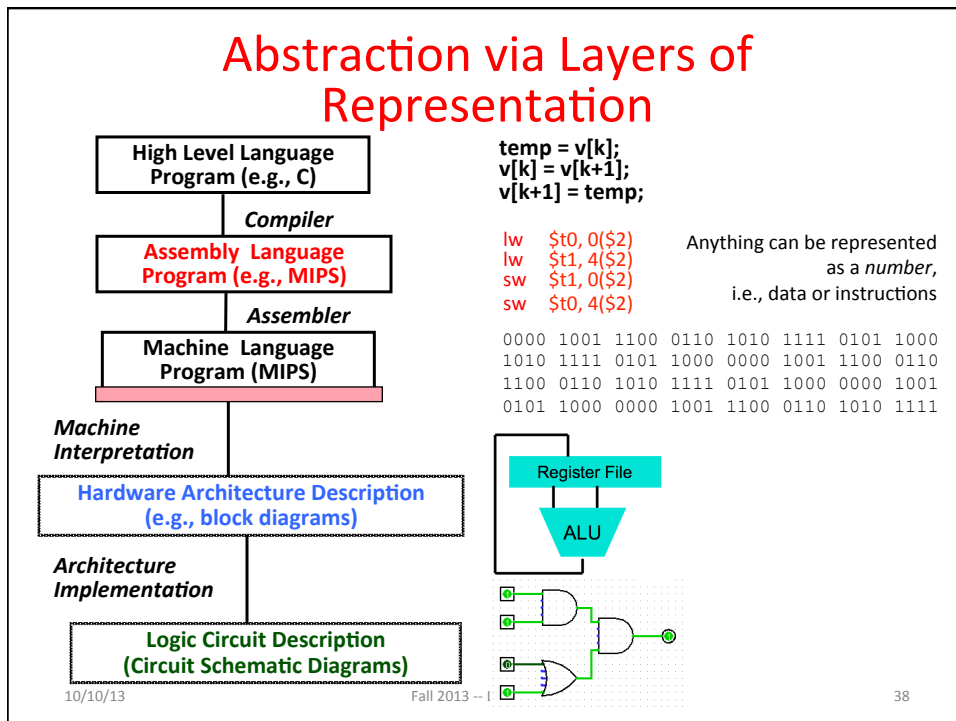 Abstraction via Layers of
Representation
High Level Language
Program (e.g., C)
Compiler
Assembly Language
Program (e.g., MIPS)
Assembler
Machine Language
Program (MIPS)
Machine
Interpretation
Hardware Architecture Description
(e.g., block diagrams)
Architecture
Implementation
Logic Circuit Description
(Circuit Schematic Diagrams)
temp = v[k];
v[k] = v[k+1];
v[k+1] = temp;
lw $t0, 0($2)
lw $t1, 4($2)
sw $t1, 0($2)
sw $t0, 4($2)
Anything can be represented
as a number,
i.e., data or instructions
0000 1001 1100 0110 1010 1111 0101 1000
1010 1111 0101 1000 0000 1001 1100 0110
1100 0110 1010 1111 0101 1000 0000 1001
0101 1000 0000 1001 1100 0110 1010 1111
Register File
ALU
10/10/13
Fall 2013 --
38